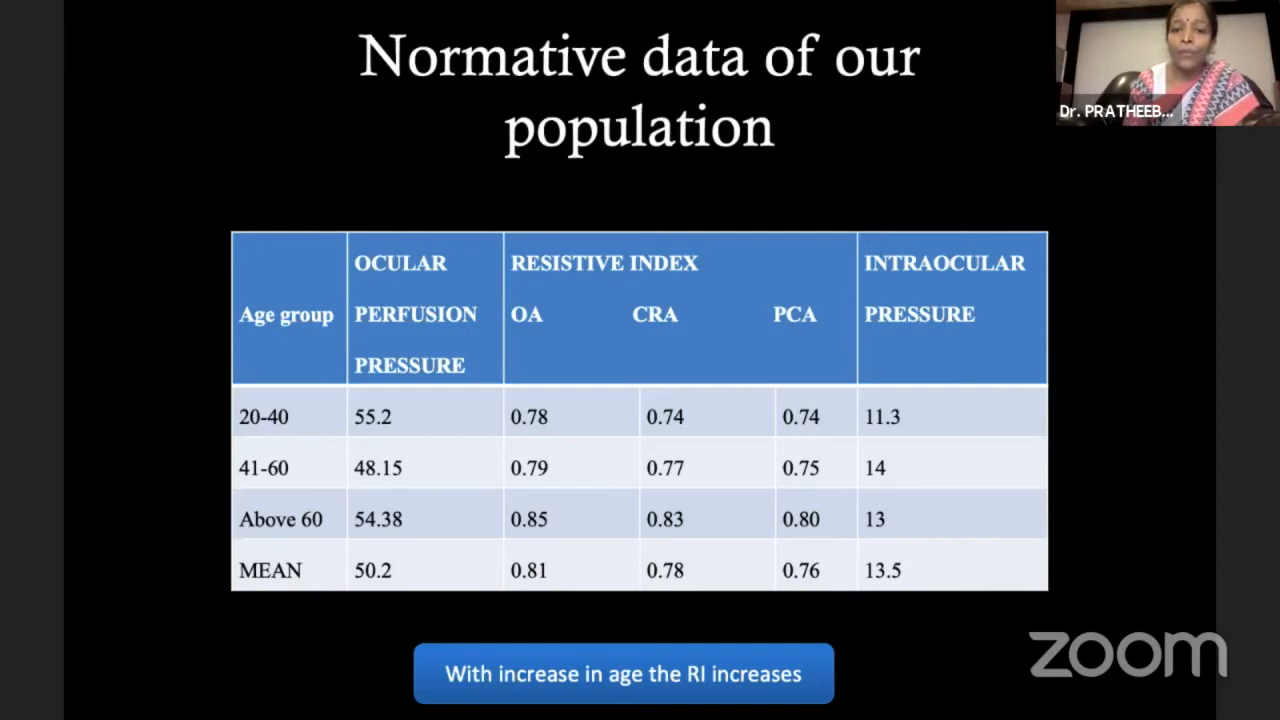 Normative data of our
population
Dr. PRATHEEB...
OCULAR RESISTIVE INDEX INTRAOCULAR
Age group PERFUSION OA CRA PCA PRESSURE
PRESSURE
20-40 55.2 0.78 0.74 0.74 11.3
41-60 48.15 0.79 0.77 0.75 14
Above 60 54.38 0.85 0.83 0.80 13
MEAN 50.2 0.81 0.78 0.76 13.5
With increase in age the RI increases
zoom